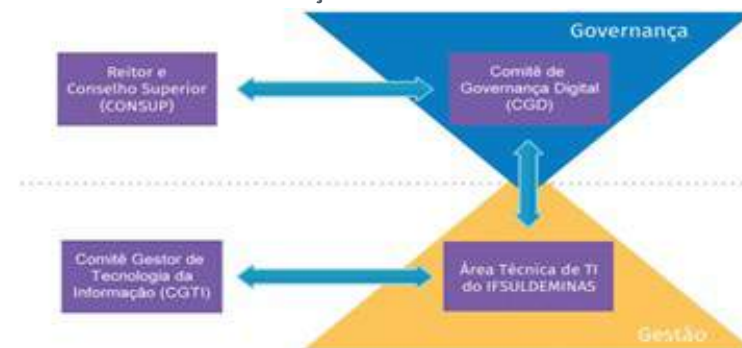 Governança
Reitor e
Conselho Superior
(CONSUP)
Comitê de
Governança Digital
(CGD)
Comitê Gestor de
Tecnologia da
Informação (CGTI)
Área Técnica de TI
do IFSULDEMINAS
Gestão